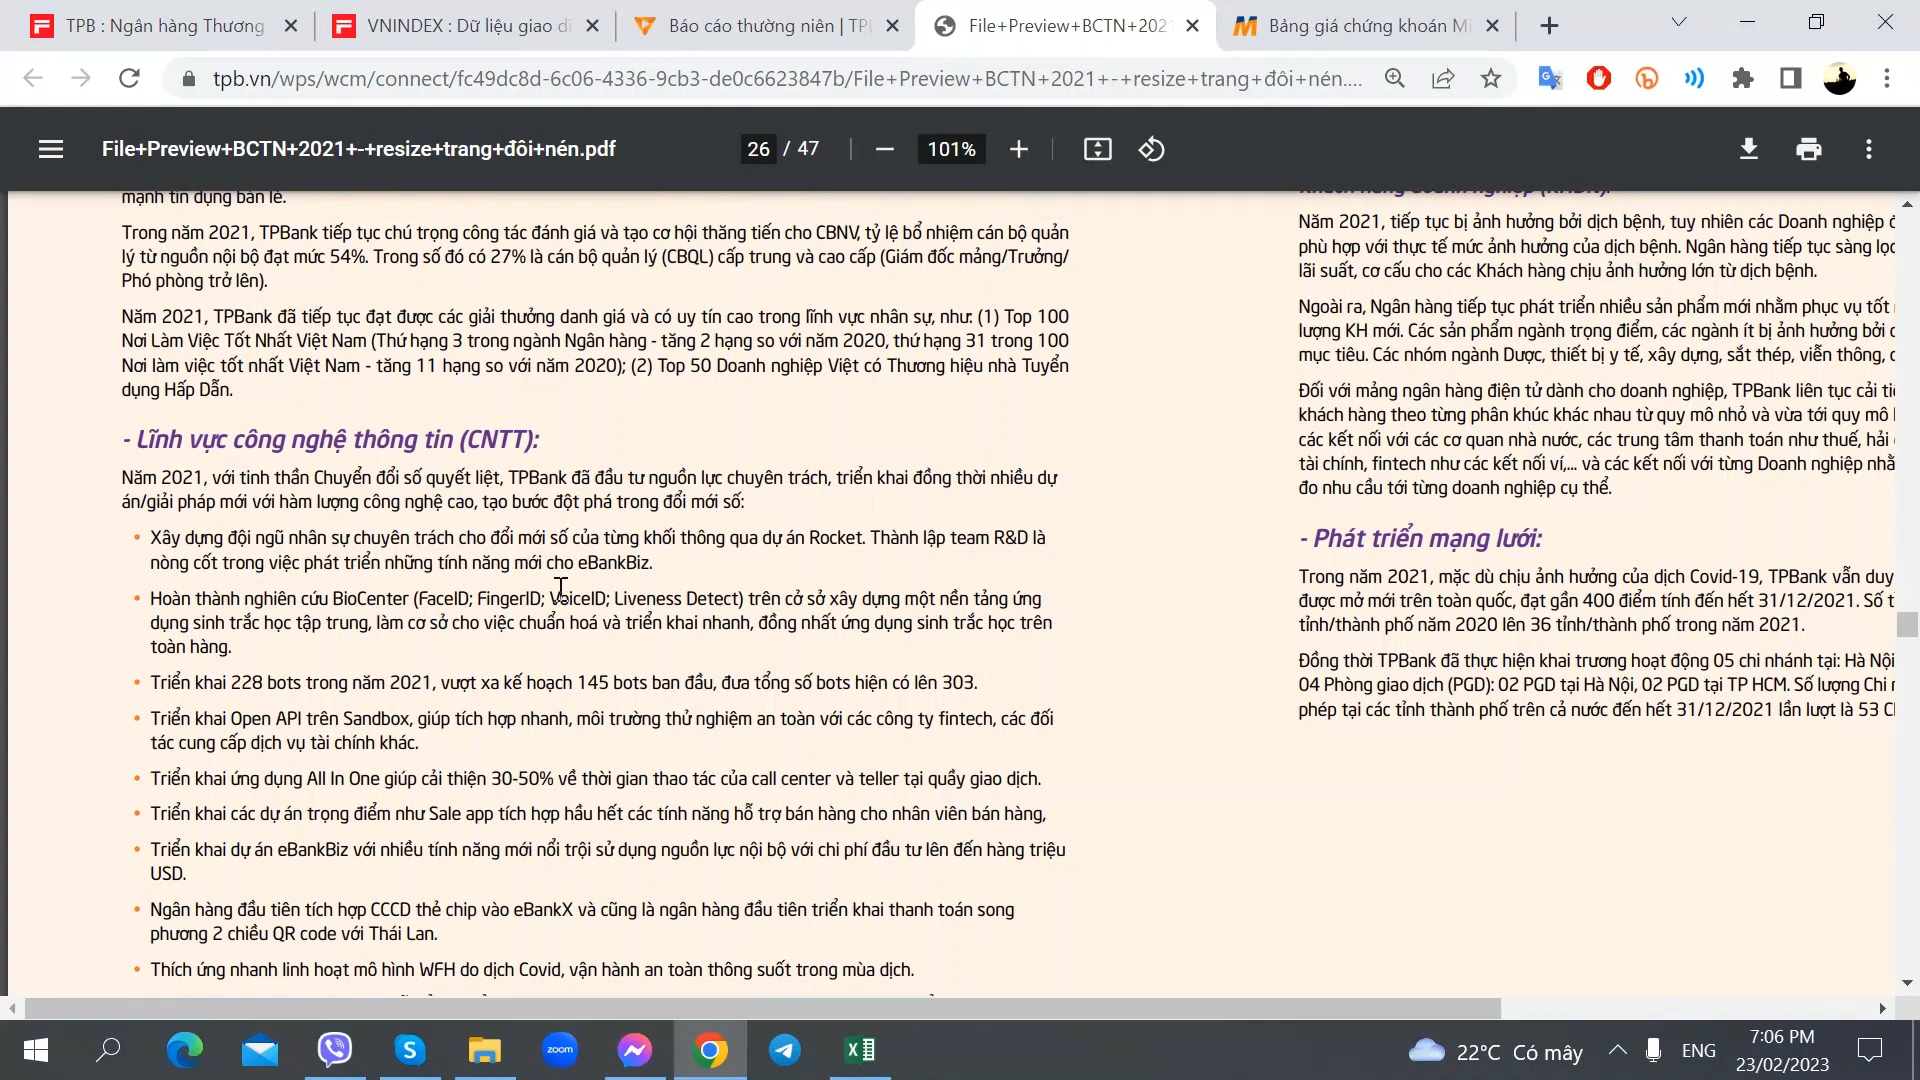 TPB : Ngân hàng Thương
VNINDEX : Dữ liệu giao dị
Báo cáo thường niên | TPI
File+Preview+BCTN+202
Bảng giá chứng khoán Mi
tpb.vn/wps/wcm/connect/fc49dc8d-6c06-4336-9cb3-de0c6623847b/File+Preview+BCTN+2021+-+resize+trang+đôi+nén....
File+Preview+BCTN+2021+-+resize+trang+đôi+nén.pdf
26 / 47
101%
mạnh tín dụng bán lẻ.
Trong năm 2021, TPBank tiếp tục chú trọng công tác đánh giá và tạo cơ hội thăng tiến cho CBNV, tỷ lệ bổ nhiệm cán bộ quản
lý từ nguồn nội bộ đạt mức 54%. Trong số đó có 27% là cán bộ quản lý (CBQL) cấp trung và cao cấp (Giám đốc mảng/Trưởng/
Phó phòng trở lên).
Năm 2021, TPBank đã tiếp tục đạt được các giải thưởng danh giá và có uy tín cao trong lĩnh vực nhân sự, như: (1) Top 100
Nơi Làm Việc Tốt Nhất Việt Nam (Thứ hạng 3 trong ngành Ngân hàng - tăng 2 hạng so với năm 2020, thứ hạng 31 trong 100
Nơi làm việc tốt nhất Việt Nam - tăng 11 hạng so với năm 2020); (2) Top 50 Doanh nghiệp Việt có Thương hiệu nhà Tuyển
dụng Hấp Dẫn.
- Lĩnh vực công nghệ thông tin (CNTT):
Năm 2021, với tinh thần Chuyển đổi số quyết liệt, TPBank đã đầu tư nguồn lực chuyên trách, triển khai đồng thời nhiều dự
án/giải pháp mới với hàm lượng công nghệ cao, tạo bước đột phá trong đổi mới số:
• Xây dựng đội ngũ nhân sự chuyên trách cho đổi mới số của từng khối thông qua dự án Rocket. Thành lập team R&D là
nòng cốt trong việc phát triển những tính năng mới cho eBankBiz.
• Hoàn thành nghiên cứu BioCenter (FaceID; FingerID; VoiceID; Liveness Detect) trên cở sở xây dựng một nền tảng ứng
dụng sinh trắc học tập trung, làm cơ sở cho việc chuẩn hoá và triển khai nhanh, đồng nhất ứng dụng sinh trắc học trên
toàn hàng.
• Triển khai 228 bots trong năm 2021, vượt xa kế hoạch 145 bots ban đầu, đưa tổng số bots hiện có lên 303.
• Triển khai Open API trên Sandbox, giúp tích hợp nhanh, môi trường thử nghiệm an toàn với các công ty fintech, các đối
tác cung cấp dịch vụ tài chính khác.
• Triển khai ứng dụng All In One giúp cải thiện 30-50% về thời gian thao tác của call center và teller tại quầy giao dịch.
• Triển khai các dự án trọng điểm như Sale app tích hợp hầu hết các tính năng hỗ trợ bán hàng cho nhân viên bán hàng,
• Triển khai dự án eBankBiz với nhiều tính năng mới nổi trội sử dụng nguồn lực nội bộ với chi phí đầu tư lên đến hàng triệu
USD.
• Ngân hàng đầu tiên tích hợp CCCD thẻ chip vào eBankX và cũng là ngân hàng đầu tiên triển khai thanh toán song
phương 2 chiều QR code với Thái Lan.
• Thích ứng nhanh linh hoạt mô hình WFH do dịch Covid, vận hành an toàn thông suốt trong mùa dịch.
Năm 2021, tiếp tục bị ảnh hưởng bởi dịch bệnh, tuy nhiên các Doanh nghiệp
phù hợp với thực tế mức ảnh hưởng của dịch bệnh. Ngân hàng tiếp tục sàng lọc
lãi suất, cơ cấu cho các Khách hàng chịu ảnh hưởng lớn từ dịch bệnh.
Ngoài ra, Ngân hàng tiếp tục phát triển nhiều sản phẩm mới nhằm phục vụ tốt
lượng KH mới. Các sản phẩm ngành trọng điểm, các ngành ít bị ảnh hưởng bởi
mục tiêu. Các nhóm ngành Dược, thiết bị y tế, xây dựng, sắt thép, viễn thông,
Đối với mảng ngân hàng điện tử dành cho doanh nghiệp, TPBank liên tục cải tiế
khách hàng theo từng phân khúc khác nhau từ quy mô nhỏ và vừa tới quy mô
các kết nối với các cơ quan nhà nước, các trung tâm thanh toán như thuế, hải
tài chính, fintech như các kết nối ví,... và các kết nối với từng Doanh nghiệp nhằ
đo nhu cầu tới từng doanh nghiệp cụ thể.
- Phát triển mạng lưới:
Trong năm 2021, mặc dù chịu ảnh hưởng của dịch Covid-19, TPBank vẫn duy
được mở mới trên toàn quốc, đạt gần 400 điểm tính đến hết 31/12/2021. Số
tỉnh/thành phố năm 2020 lên 36 tỉnh/thành phố trong năm 2021.
Đồng thời TPBank đã thực hiện khai trương hoạt động 05 chi nhánh tại: Hà Nội
04 Phòng giao dịch (PGD): 02 PGD tại Hà Nội, 02 PGD tại TP HCM. Số lượng Chi
phép tại các tỉnh thành phố trên cả nước đến hết 31/12/2021 lần lượt là 53
zoom
22°C Có mây
ENG
7:06 PM
23/02/2023